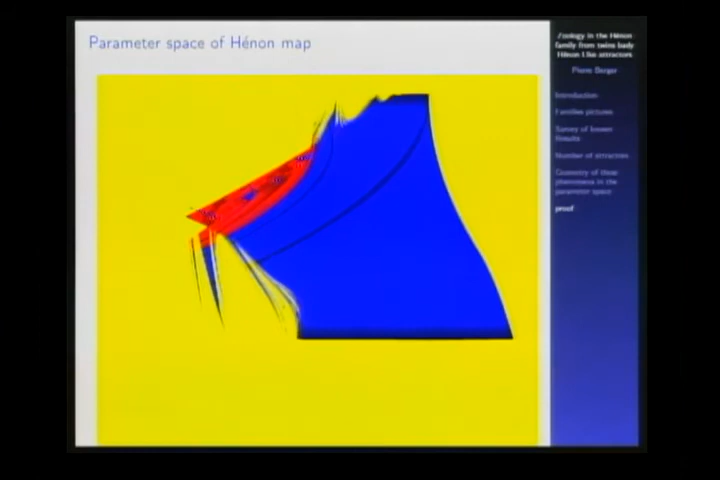 Parameter space of Hénon map
Zoology in the Hénon
family from twins body
Hénon Like attractors
Pierre Berger
Introduction
Families pictures
Survey of known
Results
Number of attractors
Geometry of these
phenomena in the
parameter space
proof